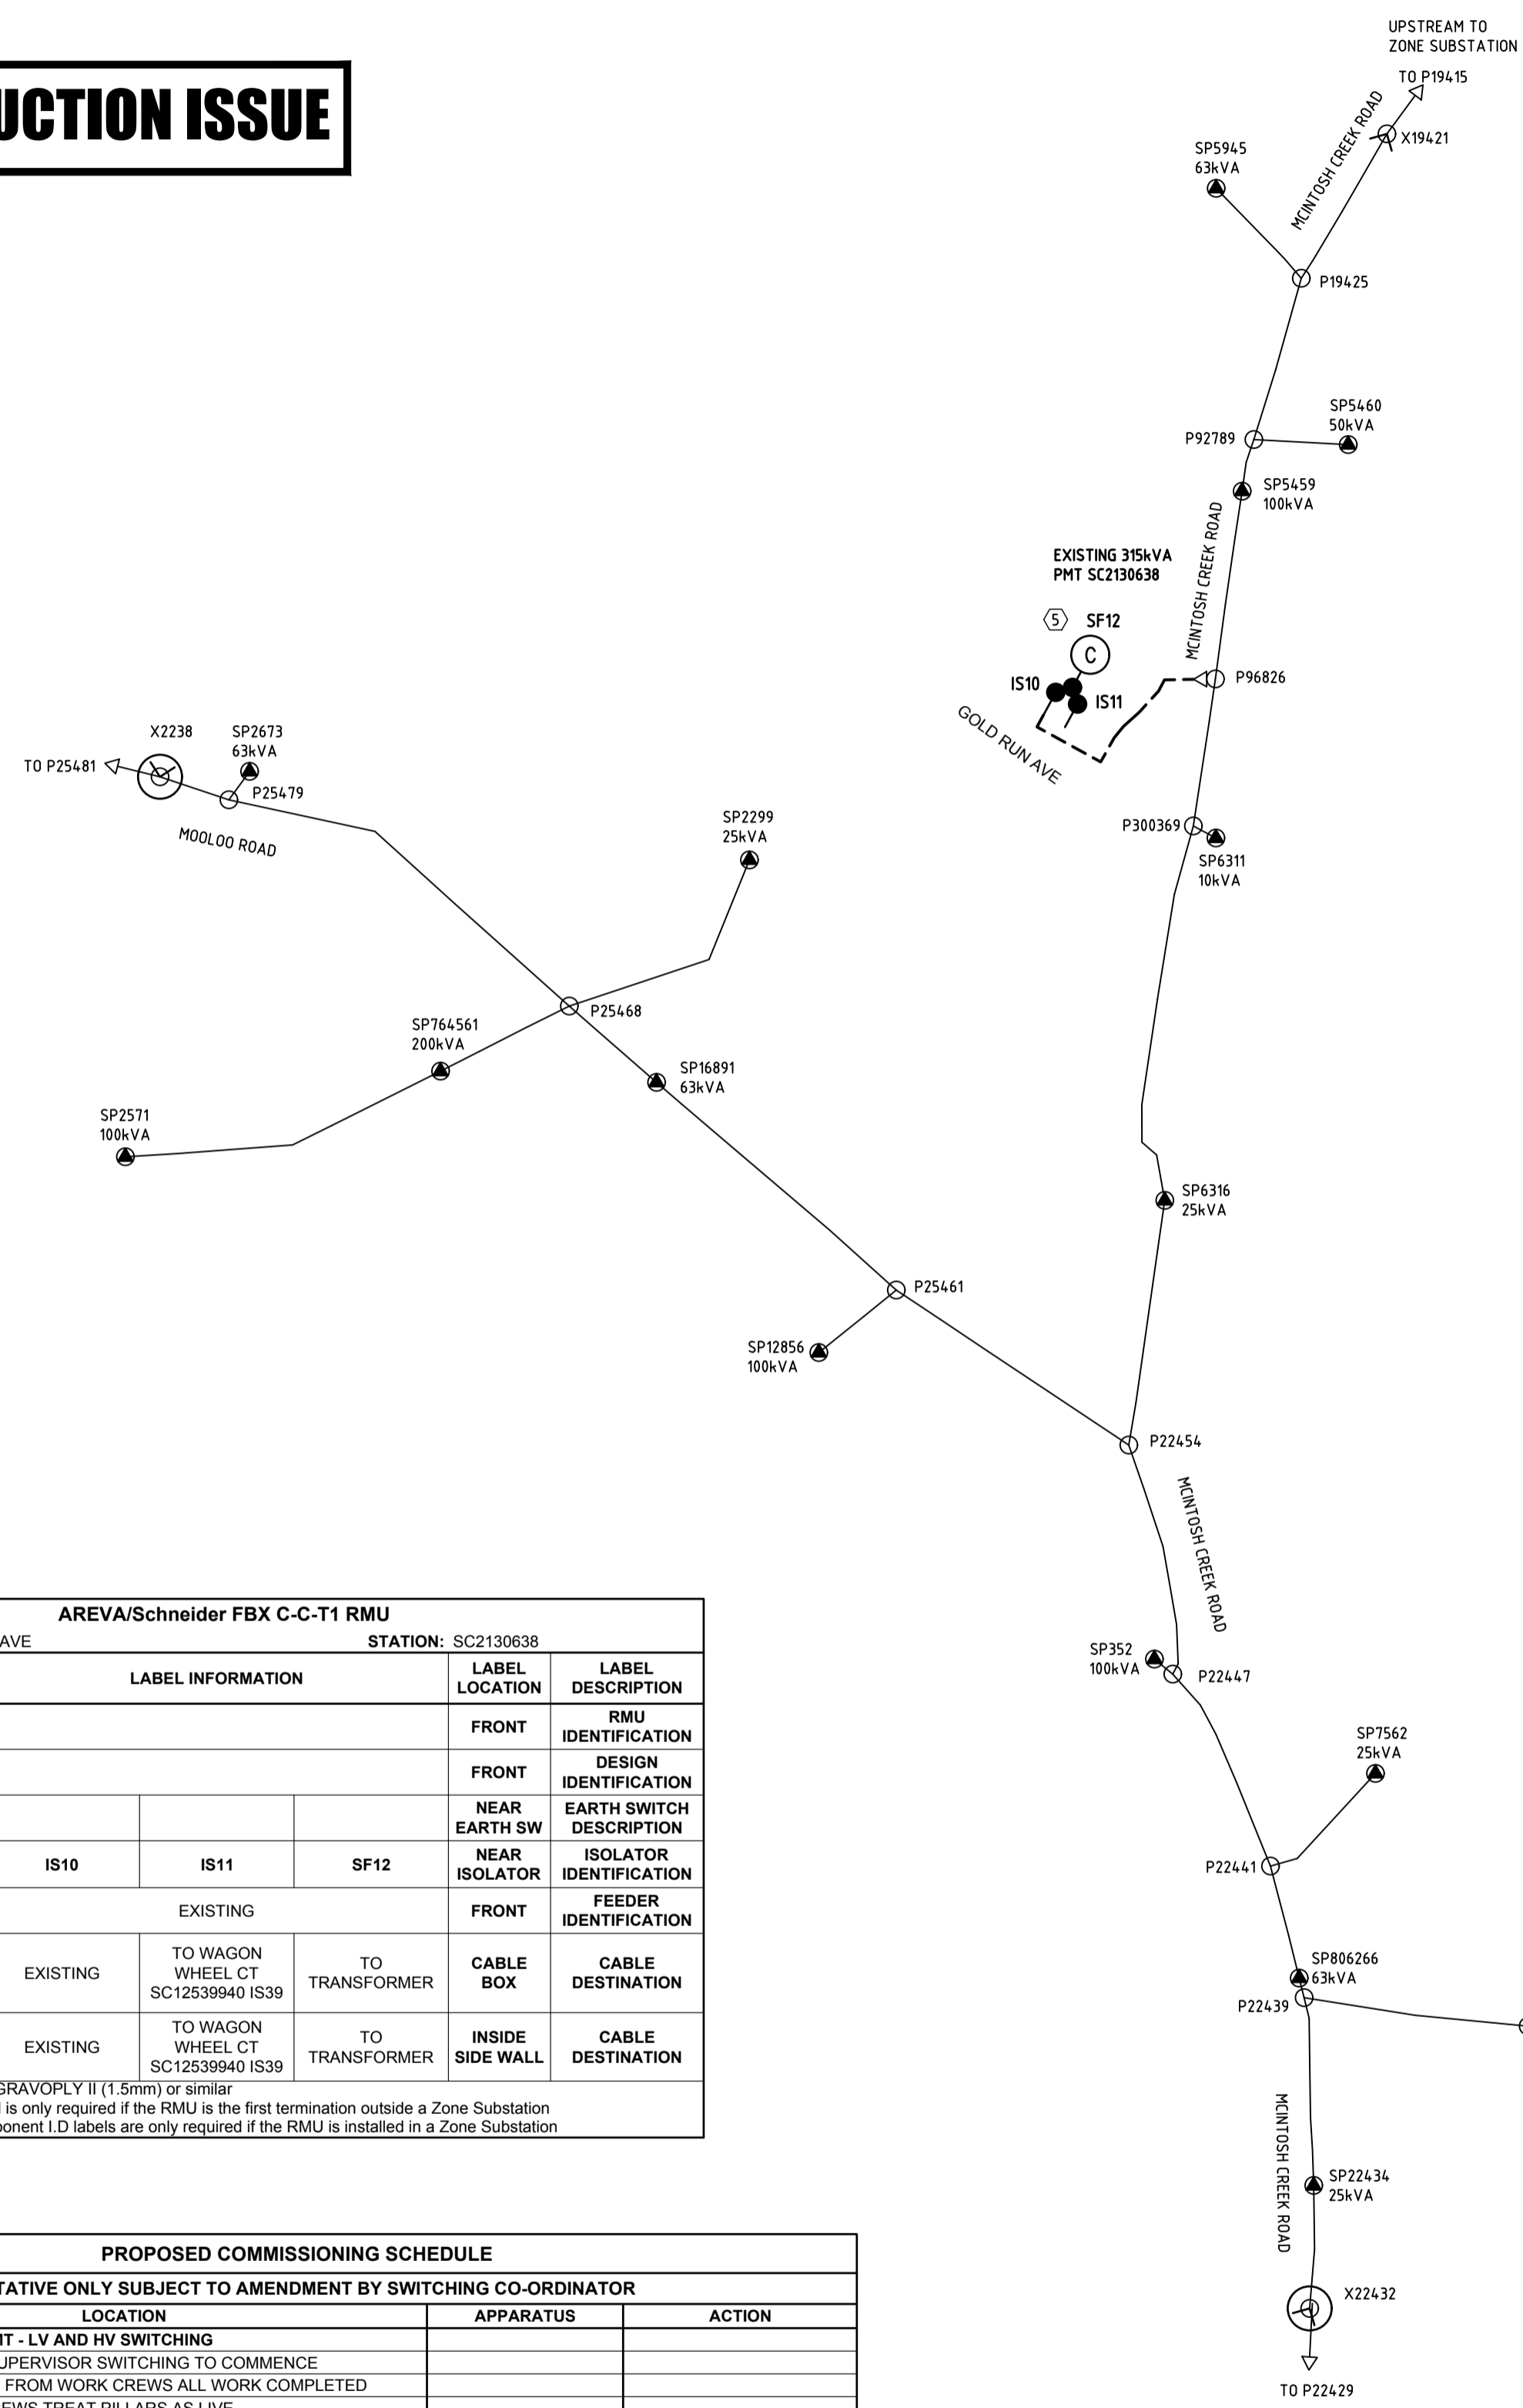 UPSTREAM TO
ZONE SUBSTATION
TO P19415
UCTION ISSUE
MCINTOSH CREEK ROAD
X19421
SP5945
63kVA
P19425
SP5460
50kVA
P92789
SP5459
100kVA
MCINTOSH CREEK ROAD
EXISTING 315kVA
PMT SC2130638
5
SF12
C
IS10
IS11
P96826
GOLD RUN AVE
X2238
SP2673
63kVA
TO P25481
P25479
MOOLOO ROAD
SP2299
25kVA
P300369
SP6311
10kVA
P25468
SP764561
200kVA
SP16891
63kVA
SP2571
100kVA
SP6316
25kVA
P25461
SP12856
100kVA
P22454
MCINTOSH CREEK ROAD
SP352
100kVA
P22447
SP7562
25kVA
P22441
SP806266
63kVA
P22439
MCINTOSH CREEK ROAD
SP22434
25kVA
X22432
TO P22429
AREVA/Schneider FBX C-C-T1 RMU
AVE
STATION: SC2130638
LABEL INFORMATION
LABEL
LOCATION
LABEL
DESCRIPTION
FRONT
RMU
IDENTIFICATION
FRONT
DESIGN
IDENTIFICATION
NEAR
EARTH SW
EARTH SWITCH
DESCRIPTION
IS10
IS11
SF12
NEAR
ISOLATOR
ISOLATOR
IDENTIFICATION
EXISTING
FRONT
FEEDER
IDENTIFICATION
EXISTING
TO WAGON
WHEEL CT
SC12539940 IS39
TO
TRANSFORMER
CABLE
BOX
CABLE
DESTINATION
EXISTING
TO WAGON
WHEEL CT
SC12539940 IS39
TO
TRANSFORMER
INSIDE
SIDE WALL
CABLE
DESTINATION
GRAVOPLY II (1.5mm) or similar
is only required if the RMU is the first termination outside a Zone Substation
ponent I.D labels are only required if the RMU is installed in a Zone Substation
PROPOSED COMMISSIONING SCHEDULE
TATIVE ONLY SUBJECT TO AMENDMENT BY SWITCHING CO-ORDINATOR
LOCATION
APPARATUS
ACTION
MT - LV AND HV SWITCHING
UPERVISOR SWITCHING TO COMMENCE
FROM WORK CREWS ALL WORK COMPLETED
EWS TREAT PILLARS AS LIVE